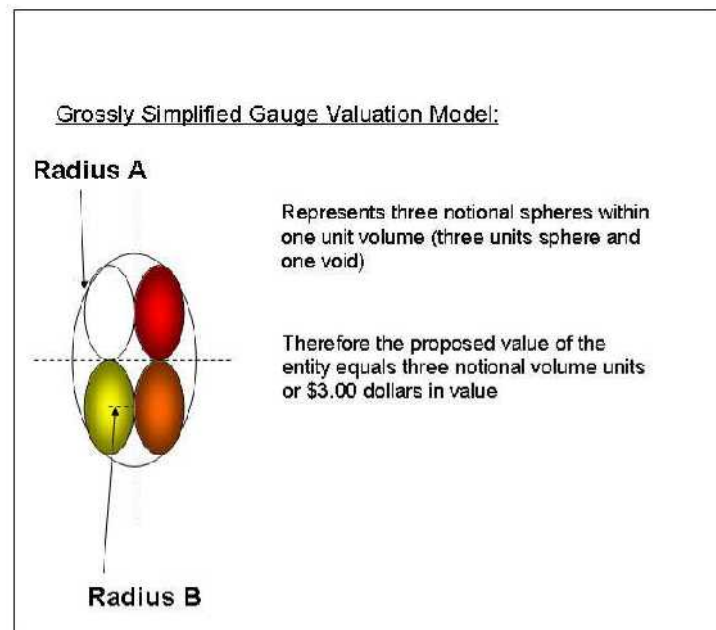 Grossly Simplified Gauge Valuation Model:
Radius A
Represents three notional spheres within
one unit volume (three units sphere and
one void)
Therefore the proposed value of the
entity equals three notional volume units
or $3.00 dollars in value
Radius B